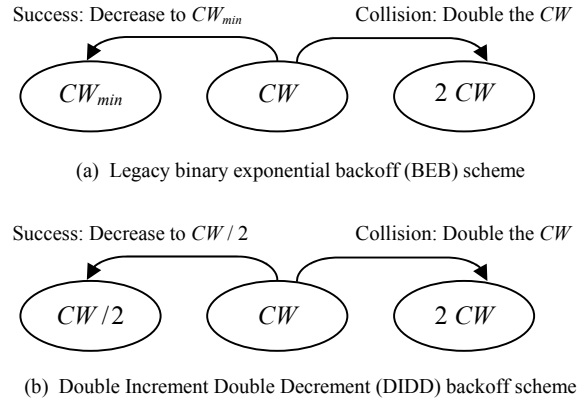 Success: Decrease to CWmin Collision: Double the CW
CWmin CW 2 CW
(a) Legacy binary exponential backoff (BEB) scheme
Success: Decrease to CW / 2 Collision: Double the CW
CW /2 CW 2 CW
(b) Double Increment Double Decrement (DIDD) backoff scheme